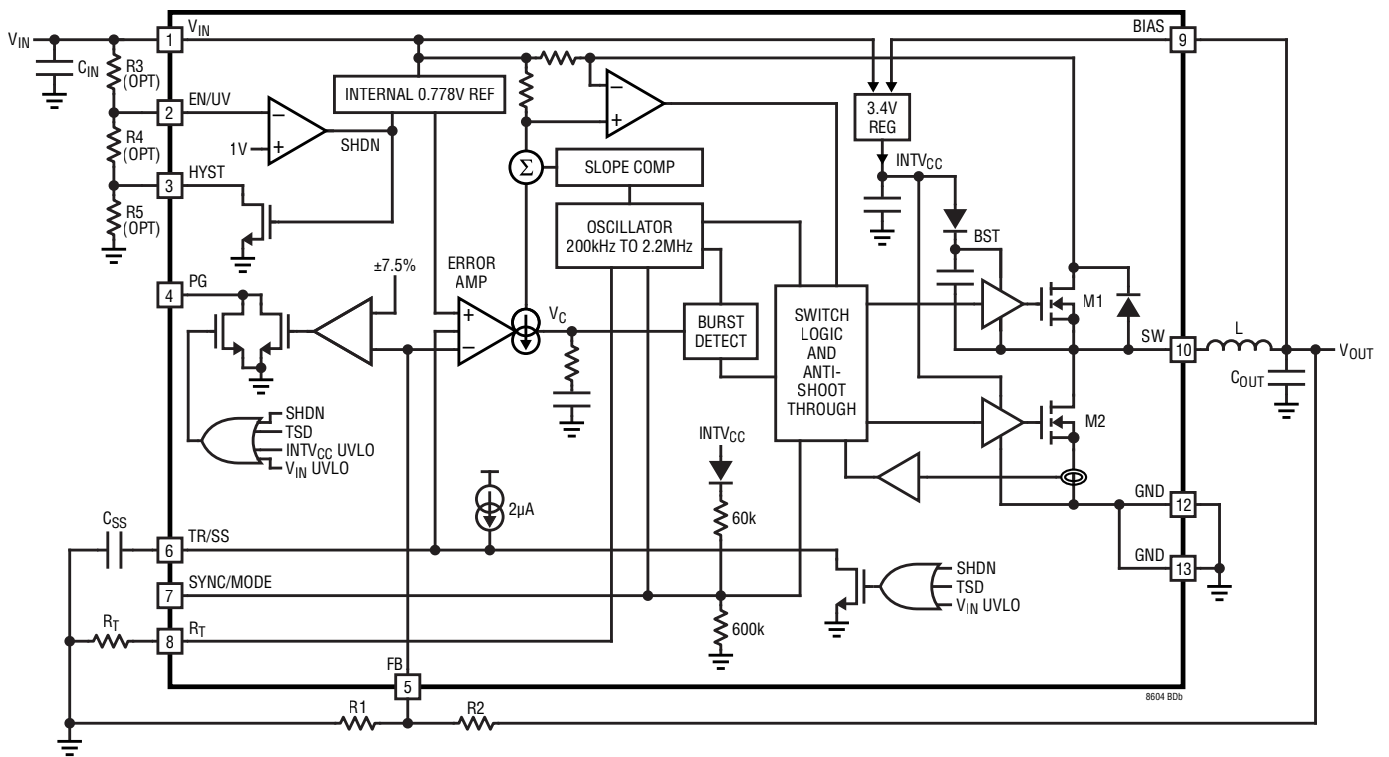 VIN
CIN
R3
(OPT)
R4
(OPT)
R5
(OPT)
1
VIN
2
EN/UV
3
HYST
4
PG
1V
SHDN
INTERNAL 0.778V REF
Σ
SLOPE COMP
OSCILLATOR
200kHz TO 2.2MHz
±7.5%
ERROR
AMP
VC
BURST
DETECT
SWITCH
LOGIC
AND
ANTI-
SHOOT
THROUGH
3.4V
REG
INTVCC
BST
M1
M2
BIAS
9
SW
10
L
VOUT
COUT
GND
12
GND
13
SHDN
TSD
INTVCC UVLO
VIN UVLO
2µA
INTVCC
60k
600k
SHDN
TSD
VIN UVLO
CSS
6
TR/SS
7
SYNC/MODE
RT
8
RT
FB
5
R1
R2
8604 BDb